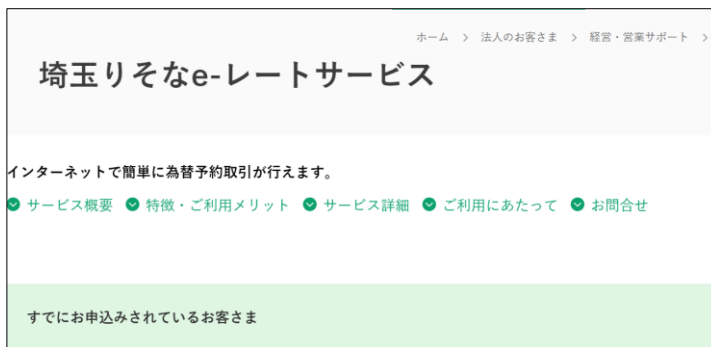 ホーム > 法人のお客さま > 経営・営業サポート >
埼玉りそなe-レートサービス
インターネットで簡単に為替予約取引が行えます。
サービス概要 特徴・ご利用メリット サービス詳細 ご利用にあたって お問合せ
すでにお申込みされているお客さま